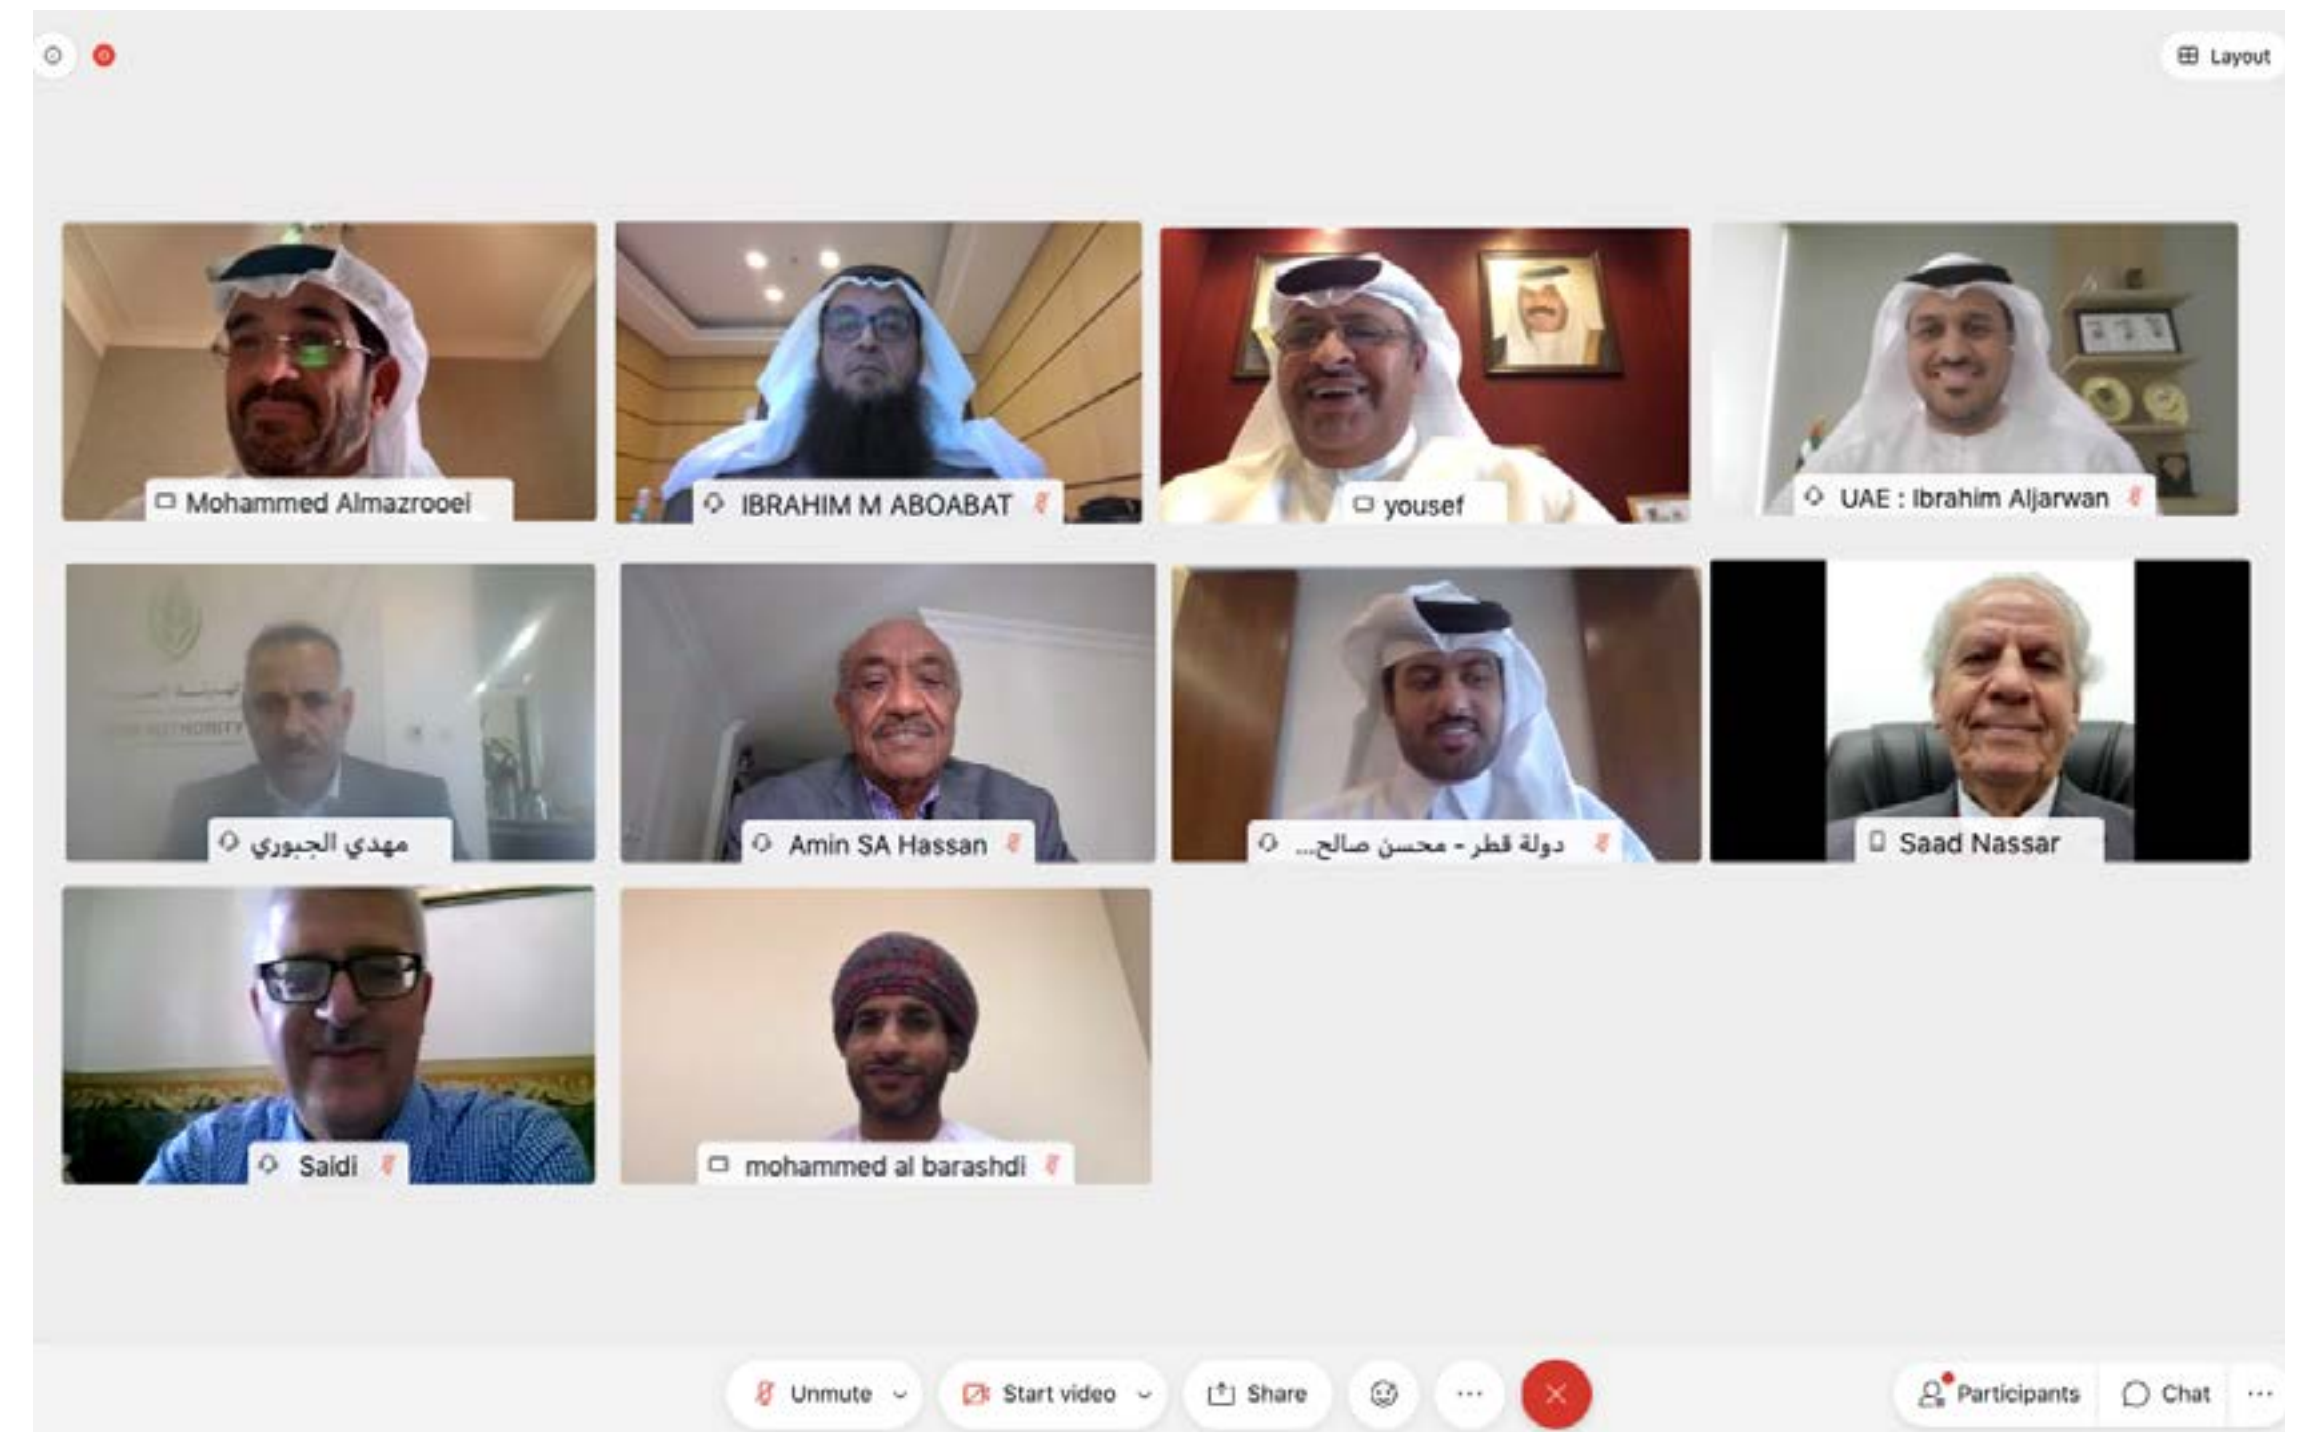 Layout
Mohammed Almazrooei
IBRAHIM M ABOABAT
yousef
UAE : Ibrahim Aljarwan
AUTHORITY
مهدي الجبوري
Amin SA Hassan
دولة قطر - محسن صالح...
Saad Nassar
Saidi
mohammed al barashdi
Unmute
Start video
Share
Participants
Chat